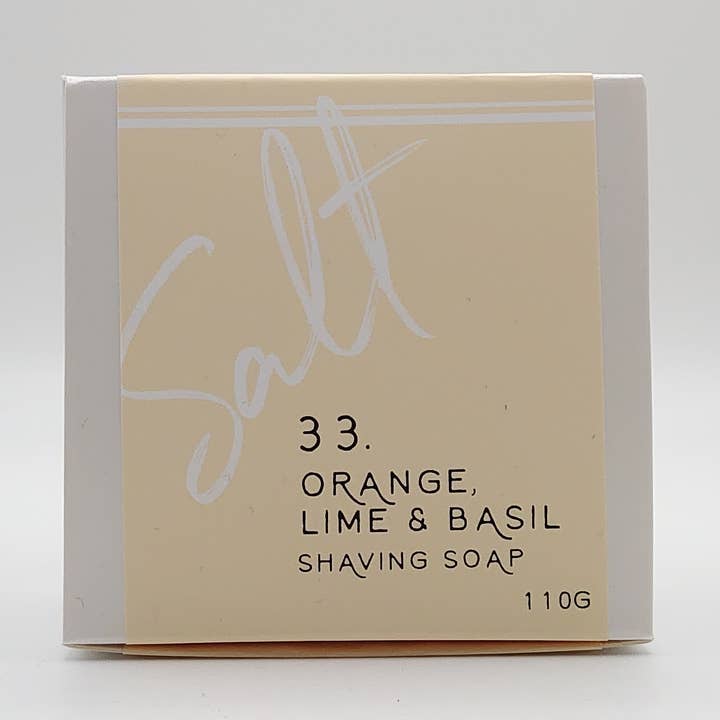 Salt
33.
ORANGE,
LIME & BASIL
SHAVING SOAP
110G